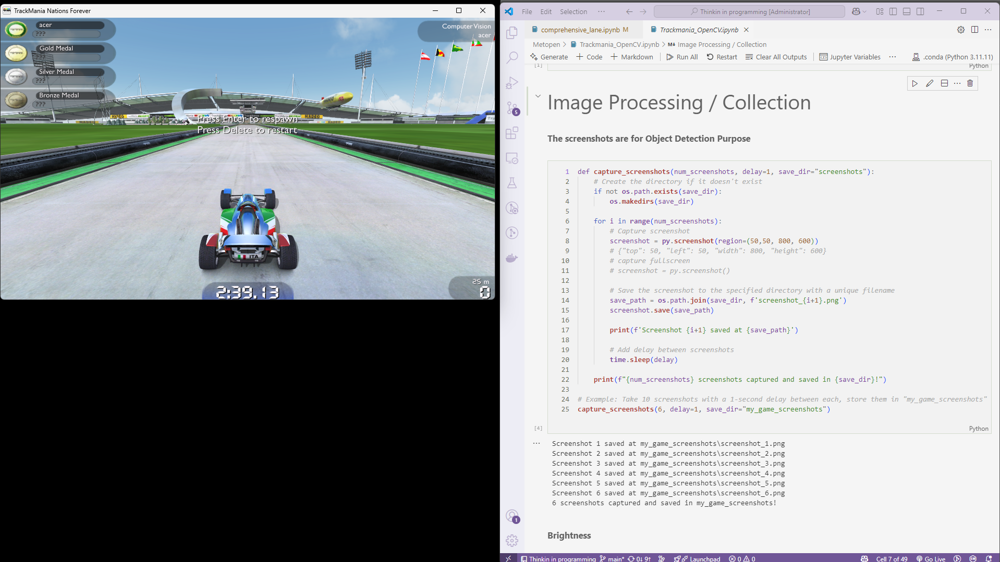 TrackMania Nations Forever
acer
???
Gold Medal
???
Silver Medal
???
Bronze Medal
???
Computer Vision
acer
NADEO
Press Enter to respawn
Press Delete to restart
ITA
2:39.13
25 m
0
File Edit Selection ···
Thinkin in programming [Administrator]
comprehensive_lane.ipynb M
Trackmania_OpenCV.ipynb
Metopen > Trackmania_OpenCV.ipynb > M↓ Image Processing / Collection
Generate + Code + Markdown Run All Restart Clear All Outputs Jupyter Variables ··· .conda (Python 3.11.11)
[1]
Python
Image Processing / Collection
The screenshots are for Object Detection Purpose
1 def capture_screenshots(num_screenshots, delay=1, save_dir="screenshots"):
2 # Create the directory if it doesn't exist
3 if not os.path.exists(save_dir):
4 os.makedirs(save_dir)
5
6 for i in range(num_screenshots):
7 # Capture screenshot
8 screenshot = py.screenshot(region=(50,50, 800, 600))
9 # {"top": 50, "left": 50, "width": 800, "height": 600}
10 # capture fullscreen
11 # screenshot = py.screenshot()
12
13 # Save the screenshot to the specified directory with a unique filename
14 save_path = os.path.join(save_dir, f'screenshot_{i+1}.png')
15 screenshot.save(save_path)
16
17 print(f'Screenshot {i+1} saved at {save_path}')
18
19 # Add delay between screenshots
20 time.sleep(delay)
21
22 print(f"{num_screenshots} screenshots captured and saved in {save_dir}!")
23
24 # Example: Take 10 screenshots with a 1-second delay between each, store them in "my_game_screenshots"
25 capture_screenshots(6, delay=1, save_dir="my_game_screenshots")
[4]
Python
Screenshot 1 saved at my_game_screenshots\screenshot_1.png
Screenshot 2 saved at my_game_screenshots\screenshot_2.png
Screenshot 3 saved at my_game_screenshots\screenshot_3.png
Screenshot 4 saved at my_game_screenshots\screenshot_4.png
Screenshot 5 saved at my_game_screenshots\screenshot_5.png
Screenshot 6 saved at my_game_screenshots\screenshot_6.png
6 screenshots captured and saved in my_game_screenshots!
Brightness
5
1
Thinkin in programming main* 0↓ 9↑ Launchpad 0 0 Cell 7 of 49 Go Live